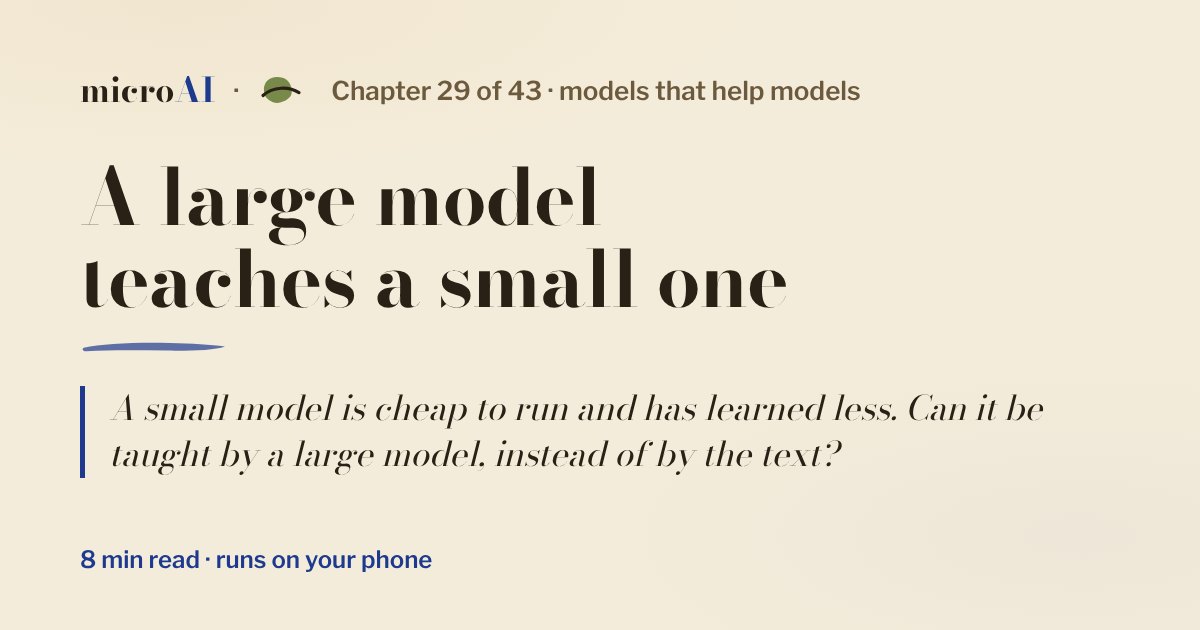 microAI · Chapter 29 of 43 · models that help models
A large model
teaches a small one
A small model is cheap to run and has learned less. Can it be
taught by a large model, instead of by the text?
8 min read · runs on your phone